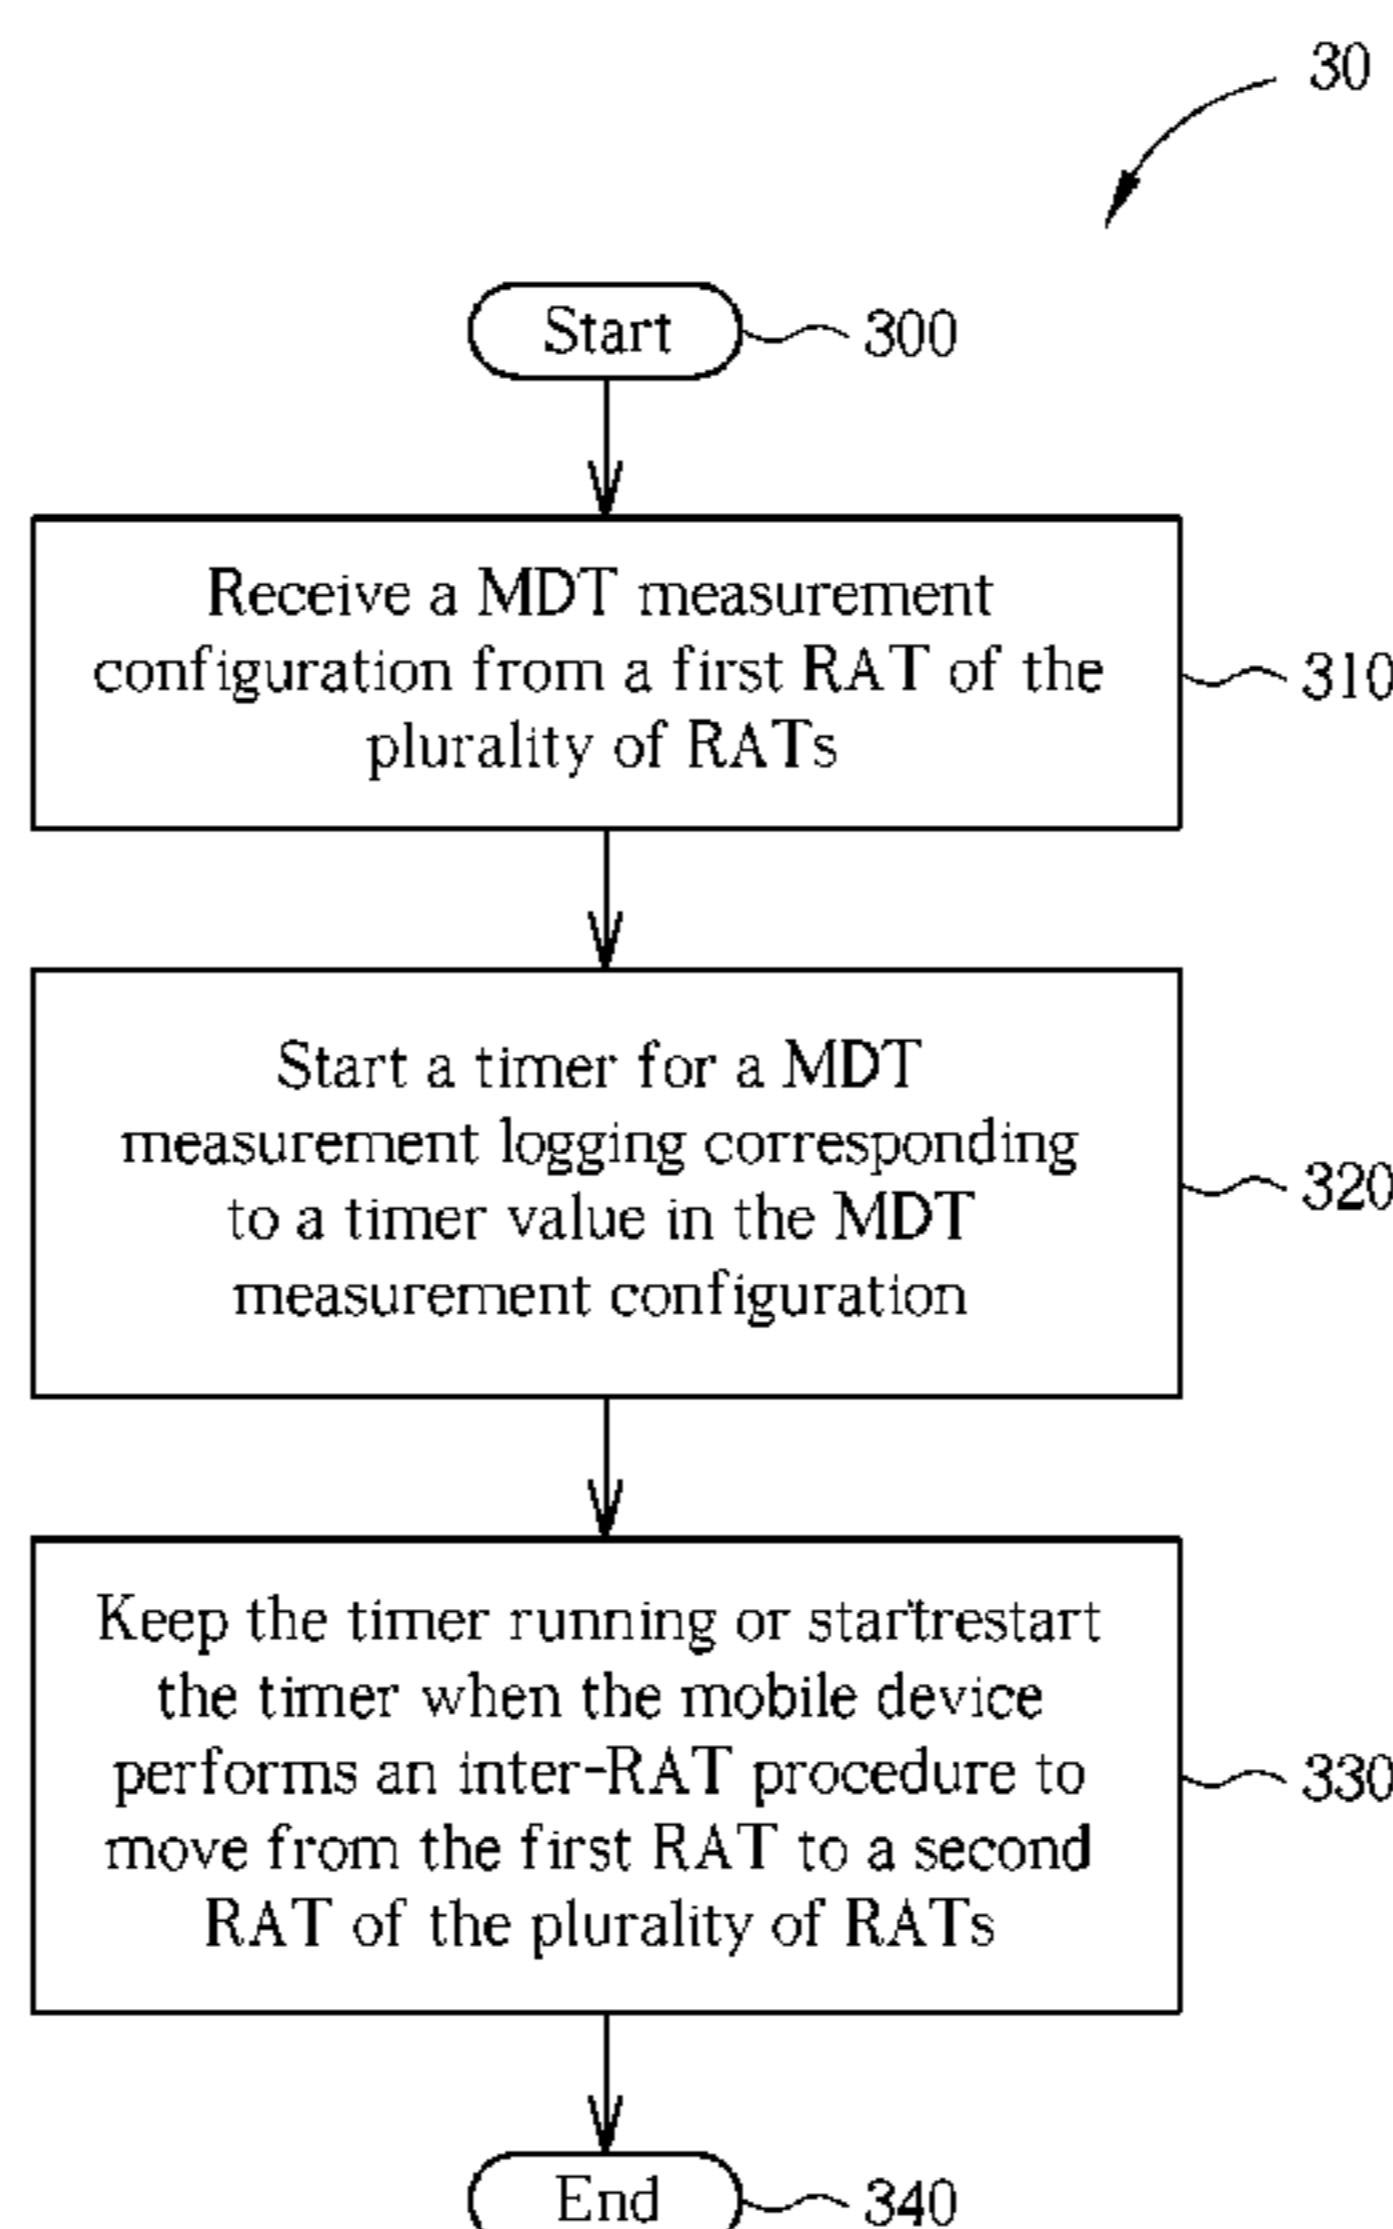 30
Start
300
Receive a MDT measurement
configuration from a first RAT of the
plurality of RATs
310
Start a timer for a MDT
measurement logging corresponding
to a timer value in the MDT
measurement configuration
320
Keep the timer running or startrestart
the timer when the mobile device
performs an inter-RAT procedure to
move from the first RAT to a second
RAT of the plurality of RATs
330
End
340